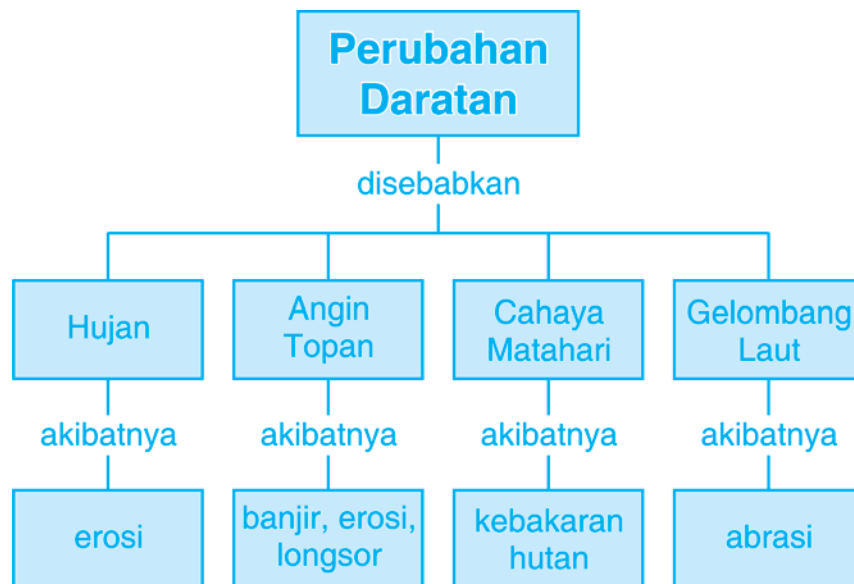 Perubahan
Daratan
disebabkan
Hujan
Angin
Topan
Cahaya
Matahari
Gelombang
Laut
akibatnya
akibatnya
akibatnya
akibatnya
erosi
banjir, erosi,
longsor
kebakaran
hutan
abrasi